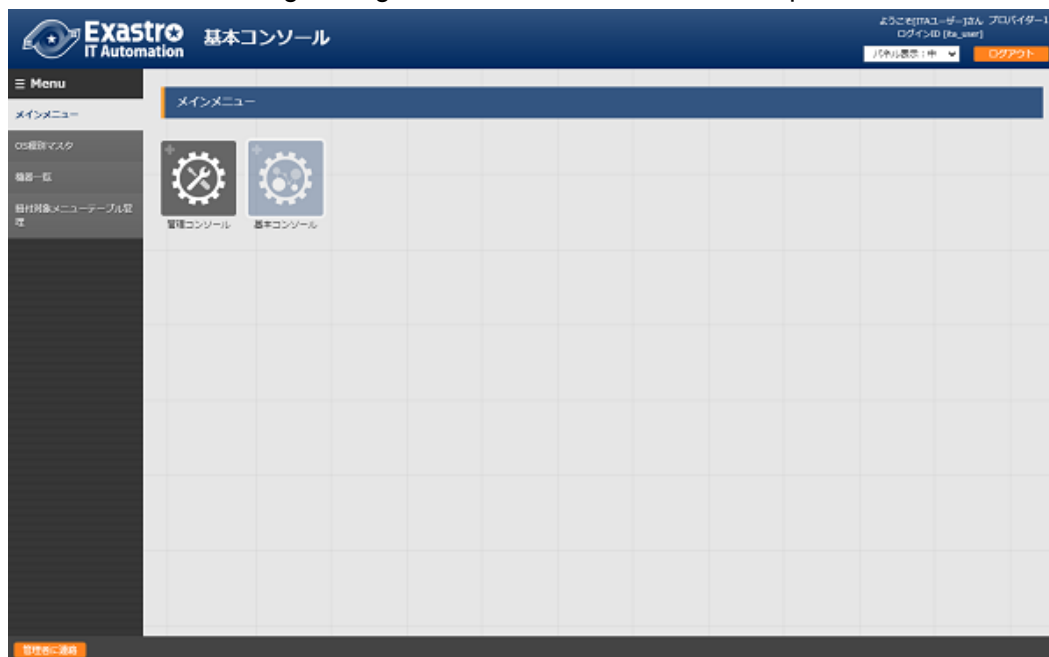 Exastro
IT Automation
基本コンソール
ようこそ[ITAユーザー]さん プロバイダー1
ログインID [ita_user]
パネル表示：中
ログアウト
☰ Menu
メインメニュー
OS種別マスタ
機器一覧
紐付対象メニューテーブル管
理
メインメニュー
管理コンソール
基本コンソール
管理者に連絡